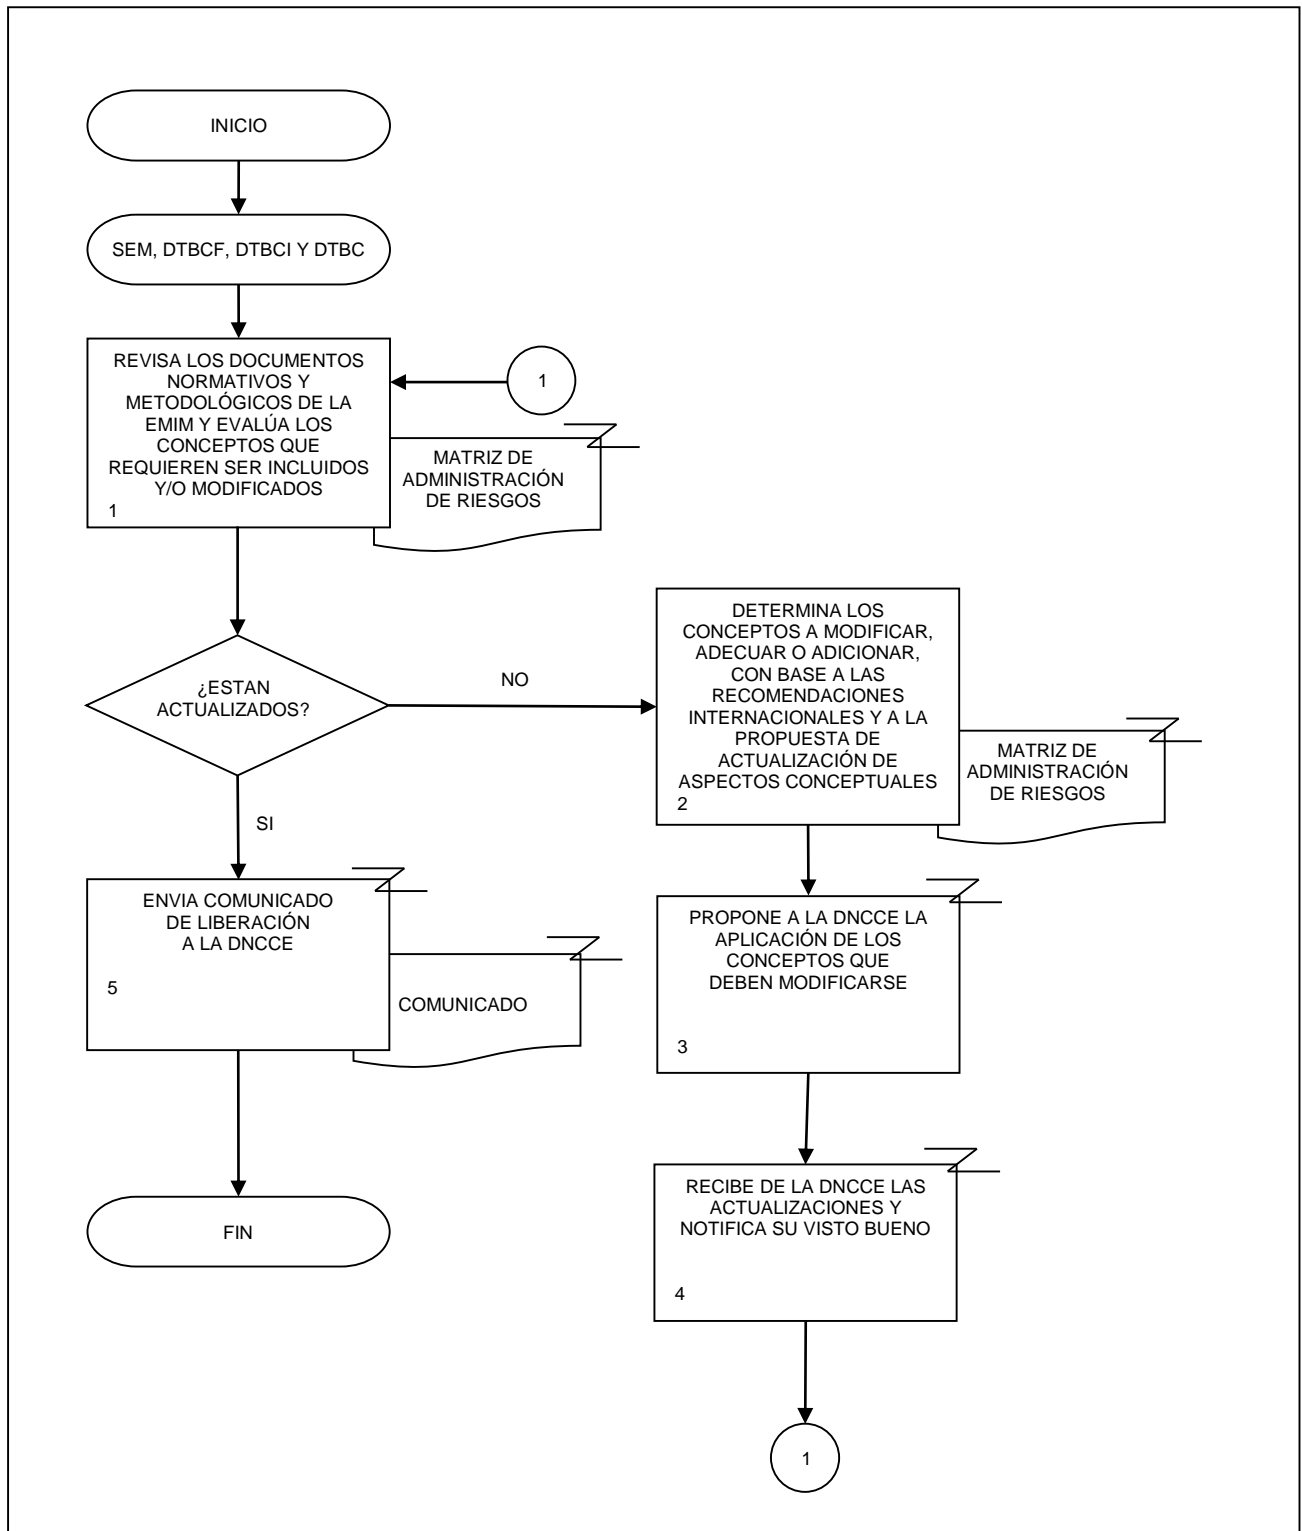 INICIO
SEM, DTBCF, DTBCI Y DTBC
REVISA LOS DOCUMENTOS
NORMATIVOS Y
METODOLÓGICOS DE LA
EMIM Y EVALÚA LOS
CONCEPTOS QUE
REQUIEREN SER INCLUIDOS
Y/O MODIFICADOS
1
1
MATRIZ DE
ADMINISTRACIÓN
DE RIESGOS
¿ESTAN
ACTUALIZADOS?
NO
DETERMINA LOS
CONCEPTOS A MODIFICAR,
ADECUAR O ADICIONAR,
CON BASE A LAS
RECOMENDACIONES
INTERNACIONALES Y A LA
PROPUESTA DE
ACTUALIZACIÓN DE
ASPECTOS CONCEPTUALES
2
MATRIZ DE
ADMINISTRACIÓN
DE RIESGOS
SI
ENVIA COMUNICADO
DE LIBERACIÓN
A LA DNCCE
5
COMUNICADO
PROPONE A LA DNCCE LA
APLICACIÓN DE LOS
CONCEPTOS QUE
DEBEN MODIFICARSE
3
RECIBE DE LA DNCCE LAS
ACTUALIZACIONES Y
NOTIFICA SU VISTO BUENO
4
FIN
1